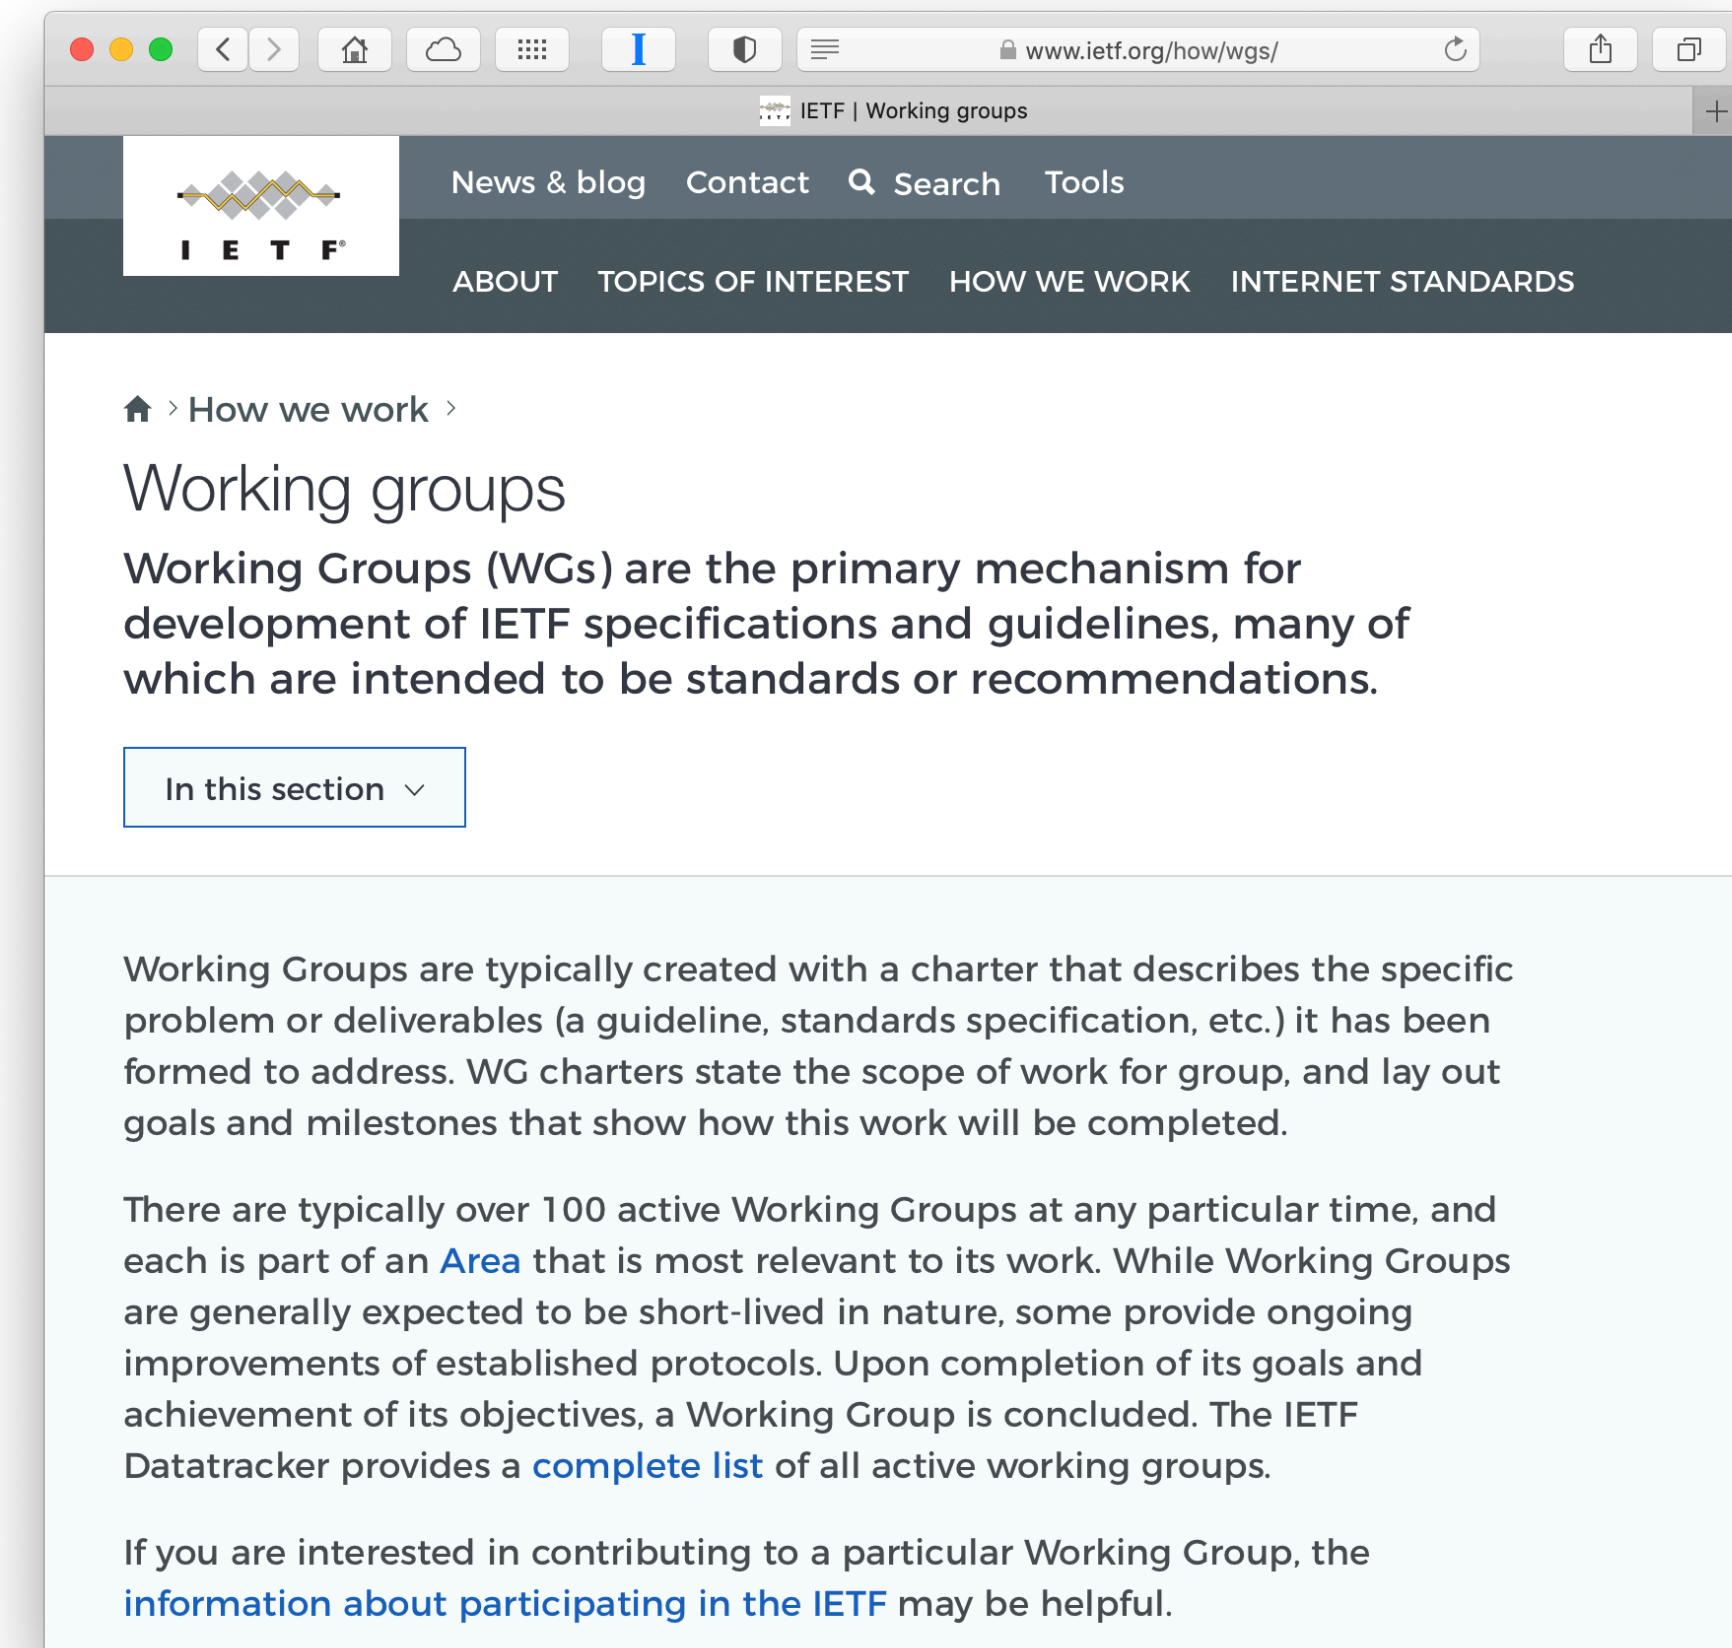 www.ietf.org/how/wgs/
IETF | Working groups
News & blog Contact Search Tools
IETF®
ABOUT TOPICS OF INTEREST HOW WE WORK INTERNET STANDARDS
How we work
Working groups
Working Groups (WGs) are the primary mechanism for
development of IETF specifications and guidelines, many of
which are intended to be standards or recommendations.
In this section
Working Groups are typically created with a charter that describes the specific
problem or deliverables (a guideline, standards specification, etc.) it has been
formed to address. WG charters state the scope of work for group, and lay out
goals and milestones that show how this work will be completed.
There are typically over 100 active Working Groups at any particular time, and
each is part of an Area that is most relevant to its work. While Working Groups
are generally expected to be short-lived in nature, some provide ongoing
improvements of established protocols. Upon completion of its goals and
achievement of its objectives, a Working Group is concluded. The IETF
Datatracker provides a complete list of all active working groups.
If you are interested in contributing to a particular Working Group, the
information about participating in the IETF may be helpful.